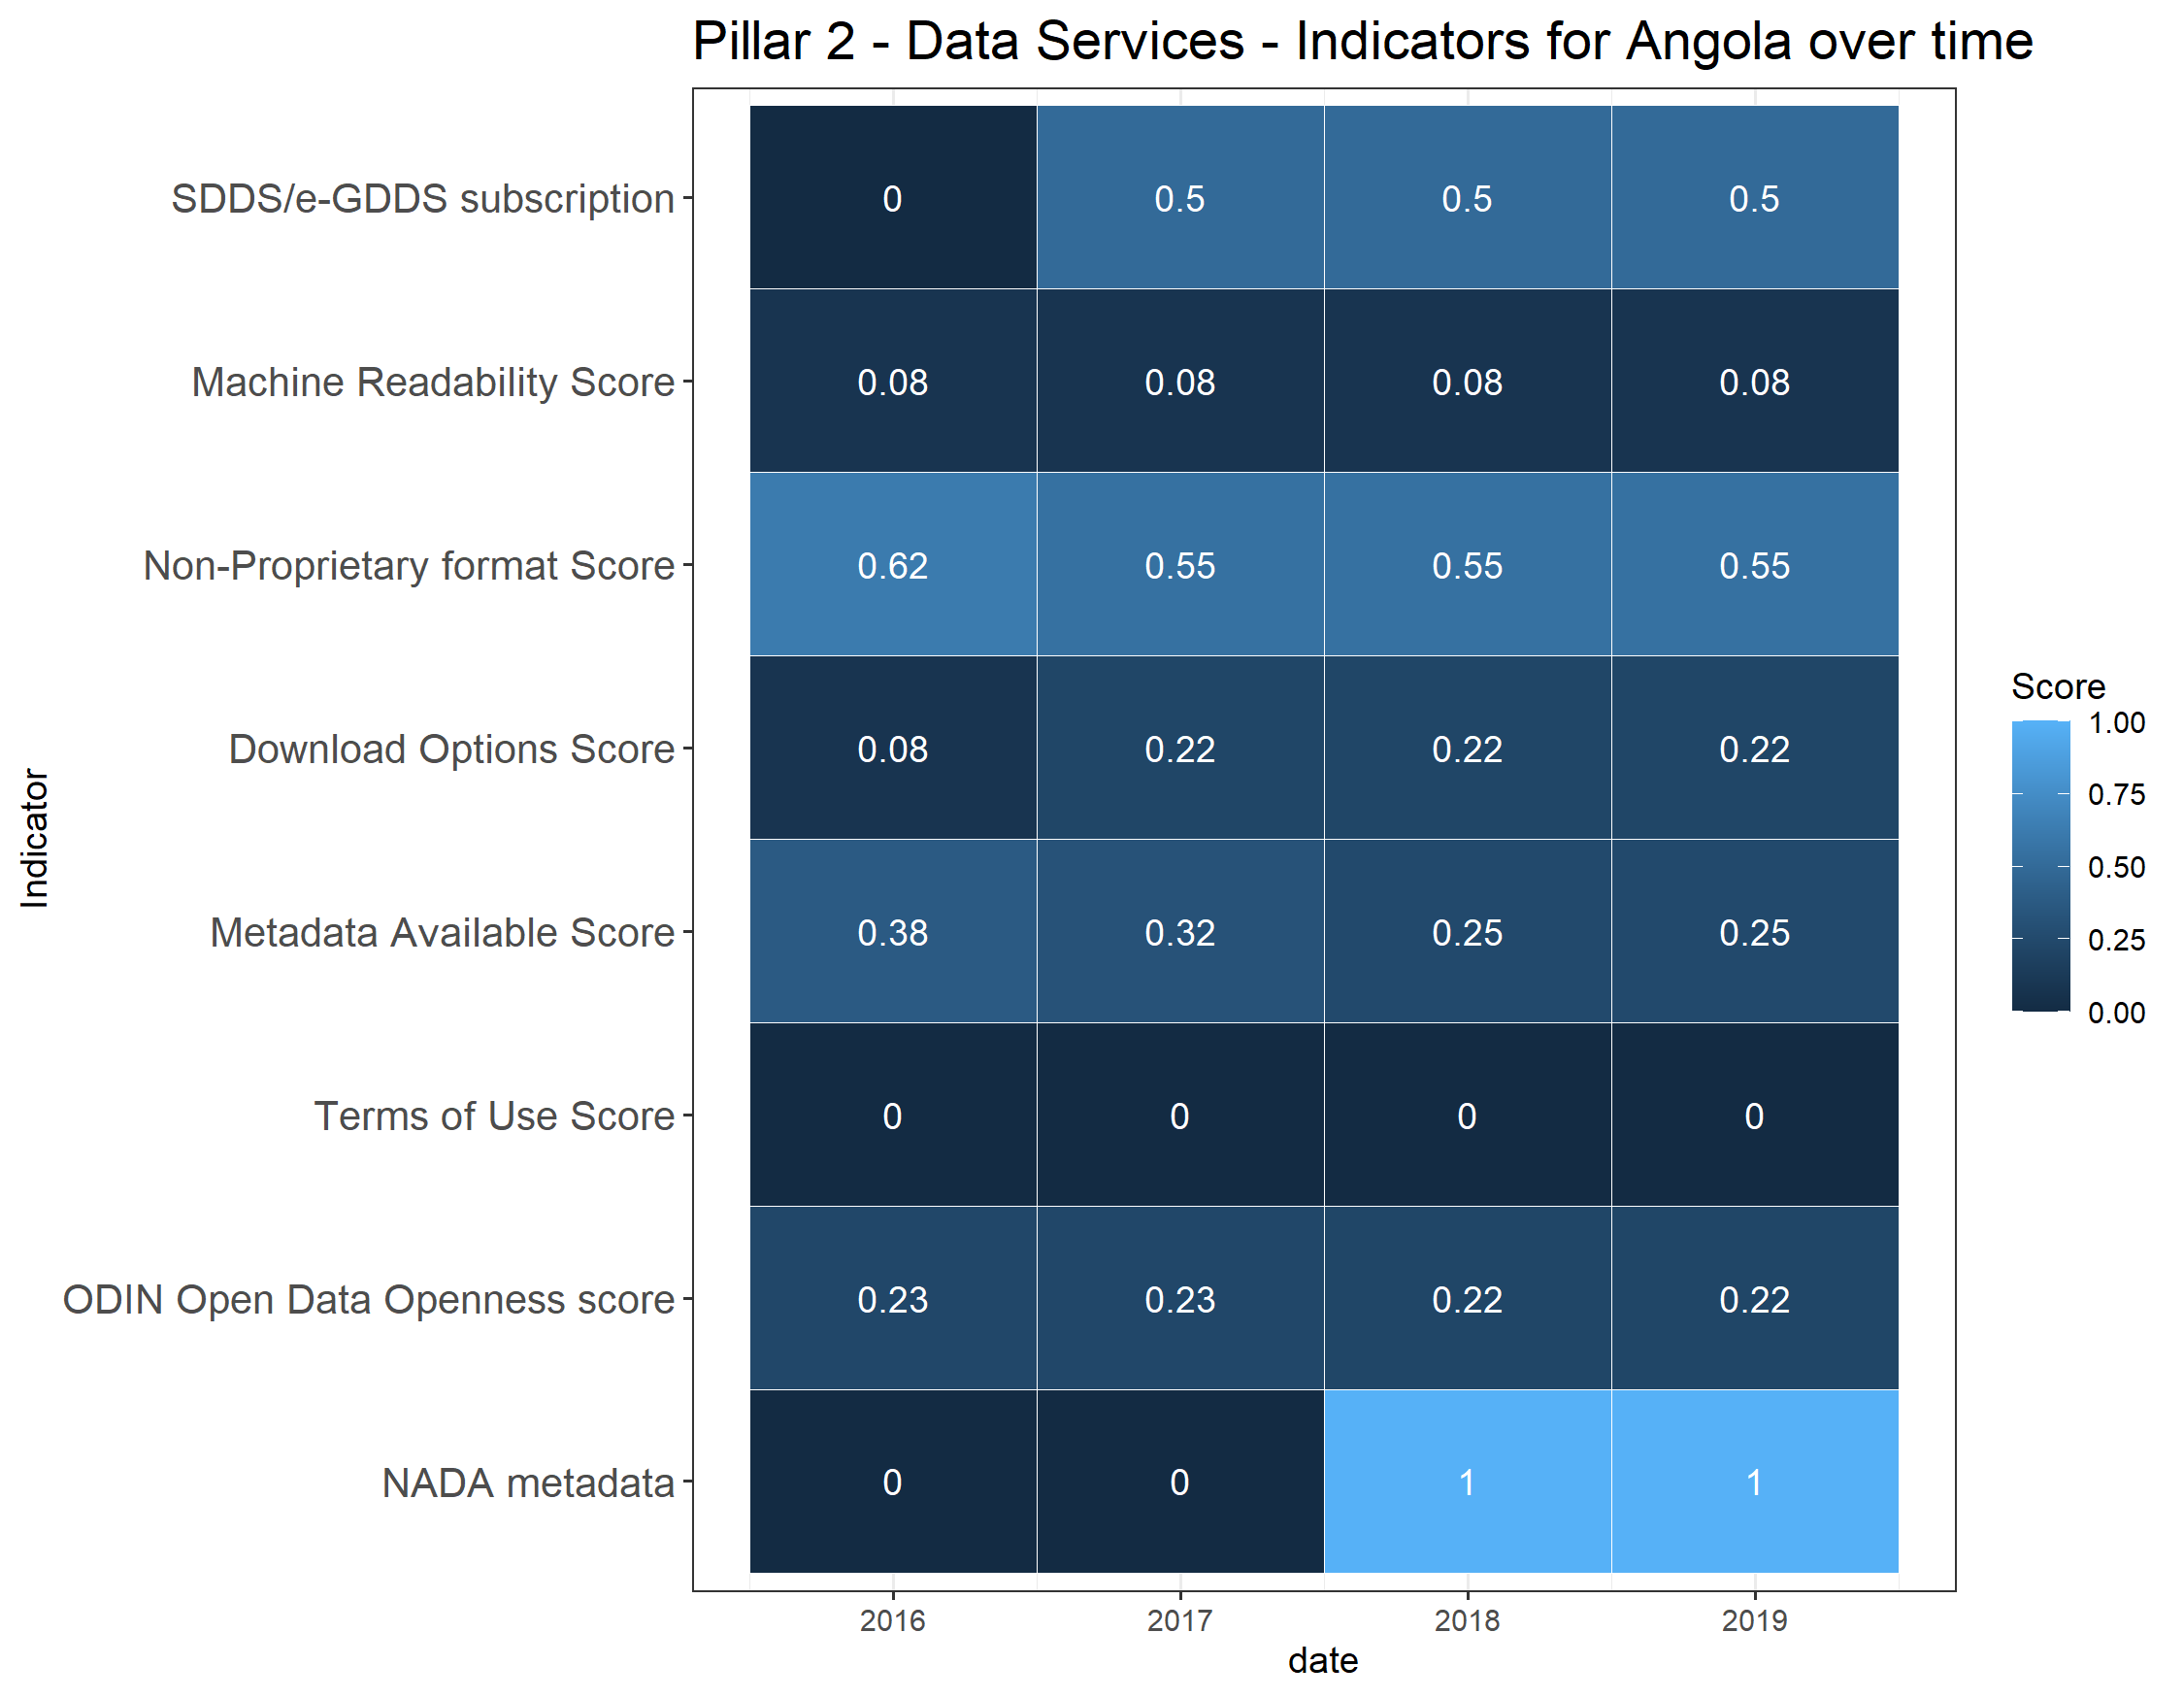 Pillar 2 - Data Services - Indicators for Angola over time
Indicator
SDDS/e-GDDS subscription 0 0.5 0.5 0.5
Machine Readability Score 0.08 0.08 0.08 0.08
Non-Proprietary format Score 0.62 0.55 0.55 0.55
Download Options Score 0.08 0.22 0.22 0.22
Metadata Available Score 0.38 0.32 0.25 0.25
Terms of Use Score 0 0 0 0
ODIN Open Data Openness score 0.23 0.23 0.22 0.22
NADA metadata 0 0 1 1
2016 2017 2018 2019
date
Score
1.00
0.75
0.50
0.25
0.00